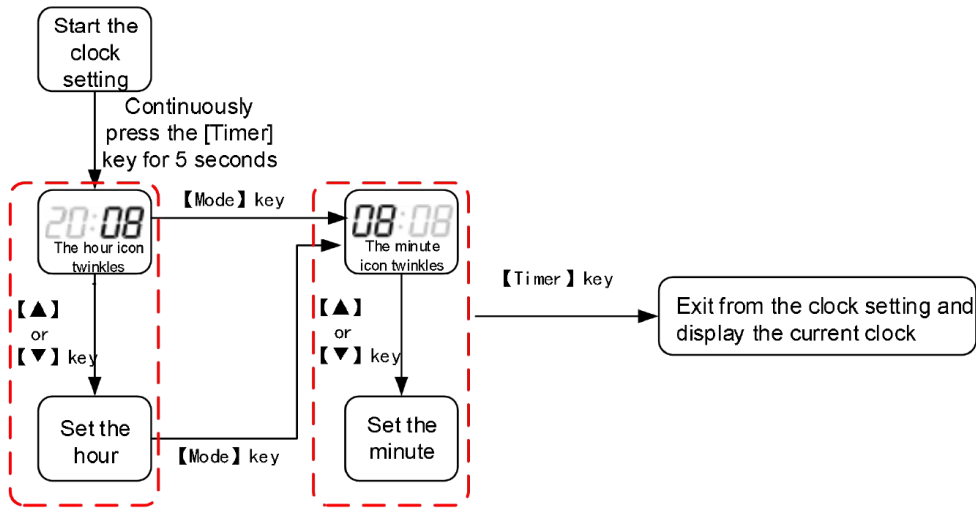 Start the
clock
setting
Continuously
press the [Timer]
key for 5 seconds
20:08
The hour icon
twinkles
【Mode】key
08:08
The minute
icon twinkles
【▲】
or
【▼】key
【▲】
or
【▼】key
【Timer】key
Exit from the clock setting and
display the current clock
Set the
hour
【Mode】key
Set the
minute